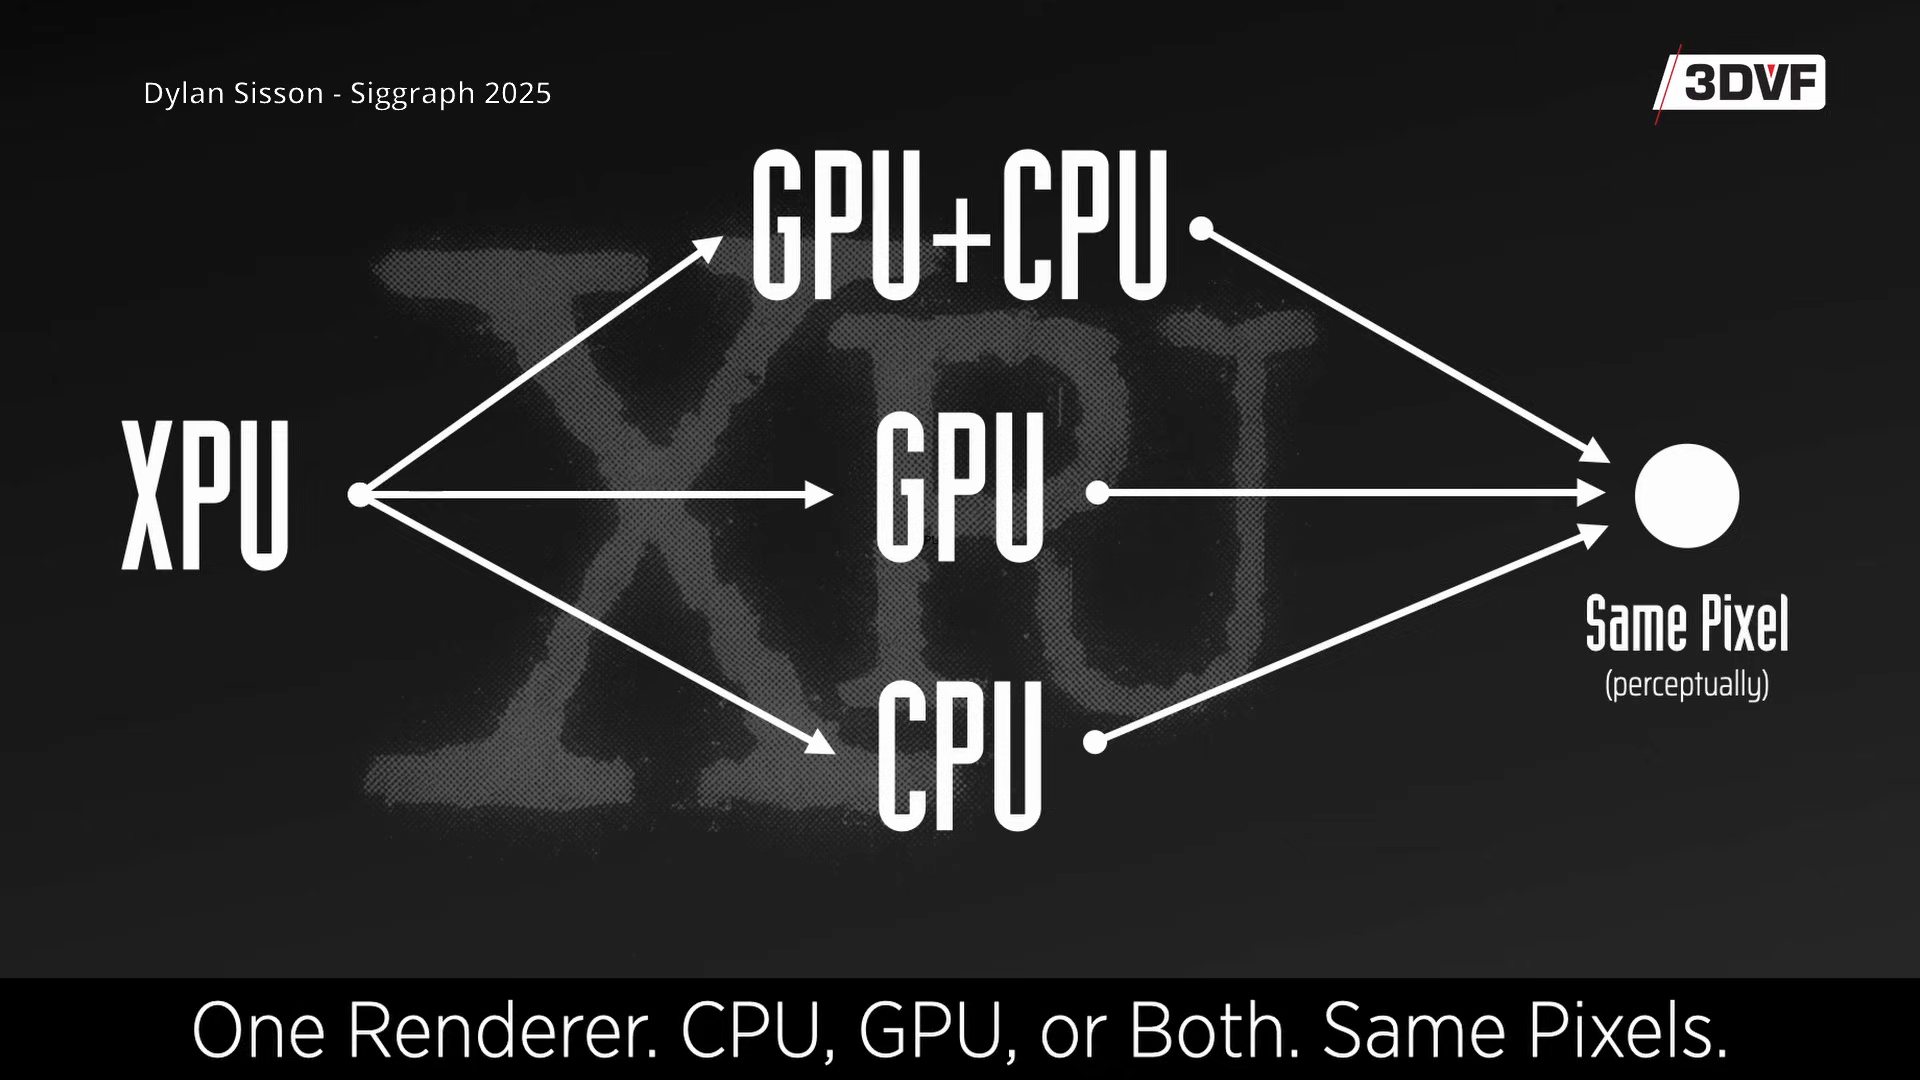 Dylan Sisson - Siggraph 2025
3DVF
GPU+CPU
XPU
XPU
GPU
CPU
Same Pixel
(perceptually)
One Renderer. CPU, GPU, or Both. Same Pixels.